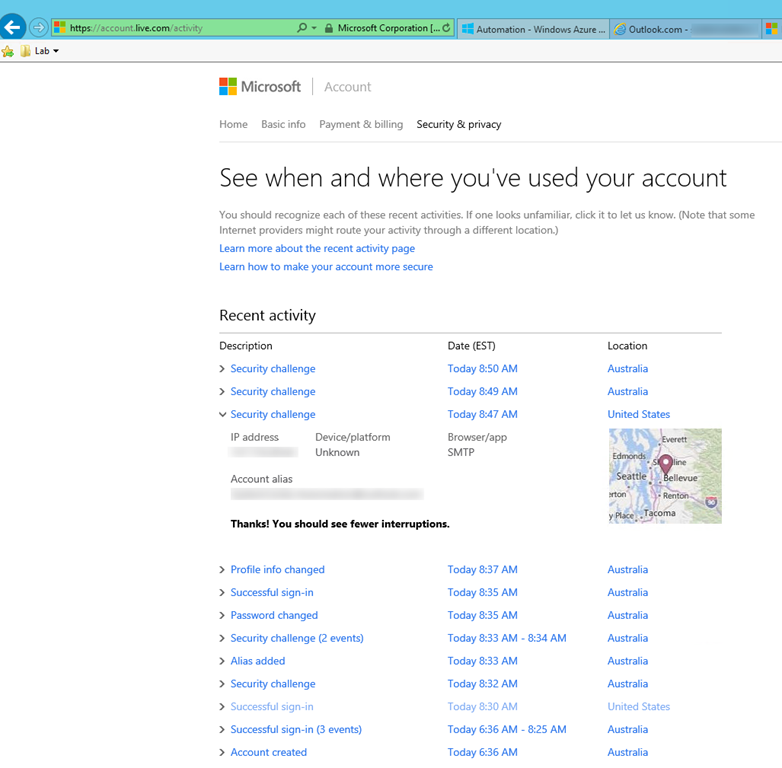 https://account.live.com/activity
Microsoft Corporation [...
Automation - Windows Azure ...
Outlook.com -
Lab
Microsoft
Account
Home Basic info Payment & billing Security & privacy
See when and where you've used your account
You should recognize each of these recent activities. If one looks unfamiliar, click it to let us know. (Note that some
Internet providers might route your activity through a different location.)
Learn more about the recent activity page
Learn how to make your account more secure
Recent activity
Description Date (EST) Location
Security challenge Today 8:50 AM Australia
Security challenge Today 8:49 AM Australia
Security challenge Today 8:47 AM United States
IP address Device/platform Browser/app
Unknown SMTP
Account alias
Thanks! You should see fewer interruptions.
Everett
Edmonds
Seattle
Bellevue
Renton
Tacoma
Profile info changed Today 8:37 AM Australia
Successful sign-in Today 8:35 AM Australia
Password changed Today 8:35 AM Australia
Security challenge (2 events) Today 8:33 AM - 8:34 AM Australia
Alias added Today 8:33 AM Australia
Security challenge Today 8:32 AM Australia
Successful sign-in Today 8:30 AM United States
Successful sign-in (3 events) Today 6:36 AM - 8:25 AM Australia
Account created Today 6:36 AM Australia